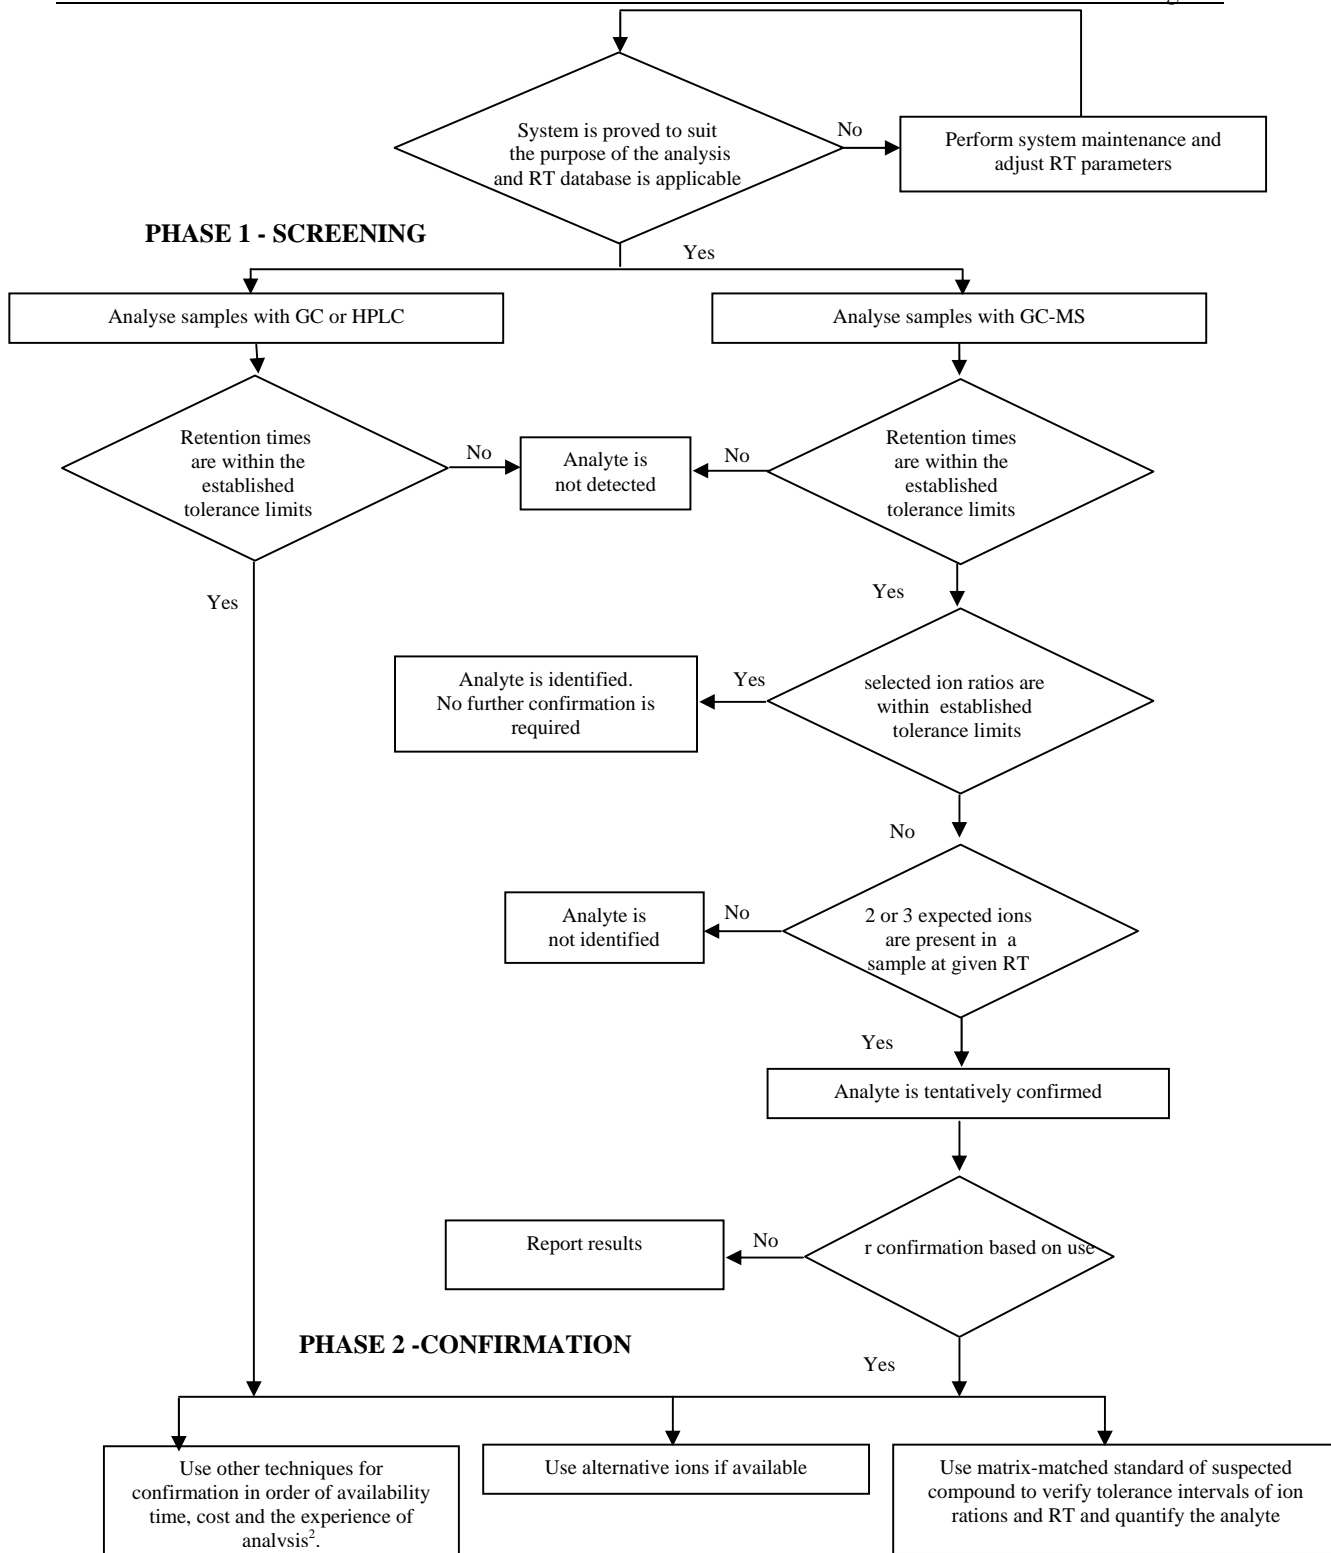 System is proved to suit
the purpose of the analysis
and RT database is applicable
No
Perform system maintenance and
adjust RT parameters
PHASE 1 - SCREENING
Yes
Analyse samples with GC or HPLC
Analyse samples with GC-MS
Retention times
are within the
established
tolerance limits
No
Analyte is
not detected
No
Retention times
are within the
established
tolerance limits
Yes
Yes
Analyte is identified.
No further confirmation is
required
Yes
selected ion ratios are
within established
tolerance limits
No
Analyte is
not identified
No
2 or 3 expected ions
are present in a
sample at given RT
Yes
Analyte is tentatively confirmed
Report results
No
r confirmation based on use
PHASE 2 -CONFIRMATION
Yes
Use other techniques for
confirmation in order of availability
time, cost and the experience of
analysis².
Use alternative ions if available
Use matrix-matched standard of suspected
compound to verify tolerance intervals of ion
rations and RT and quantify the analyte